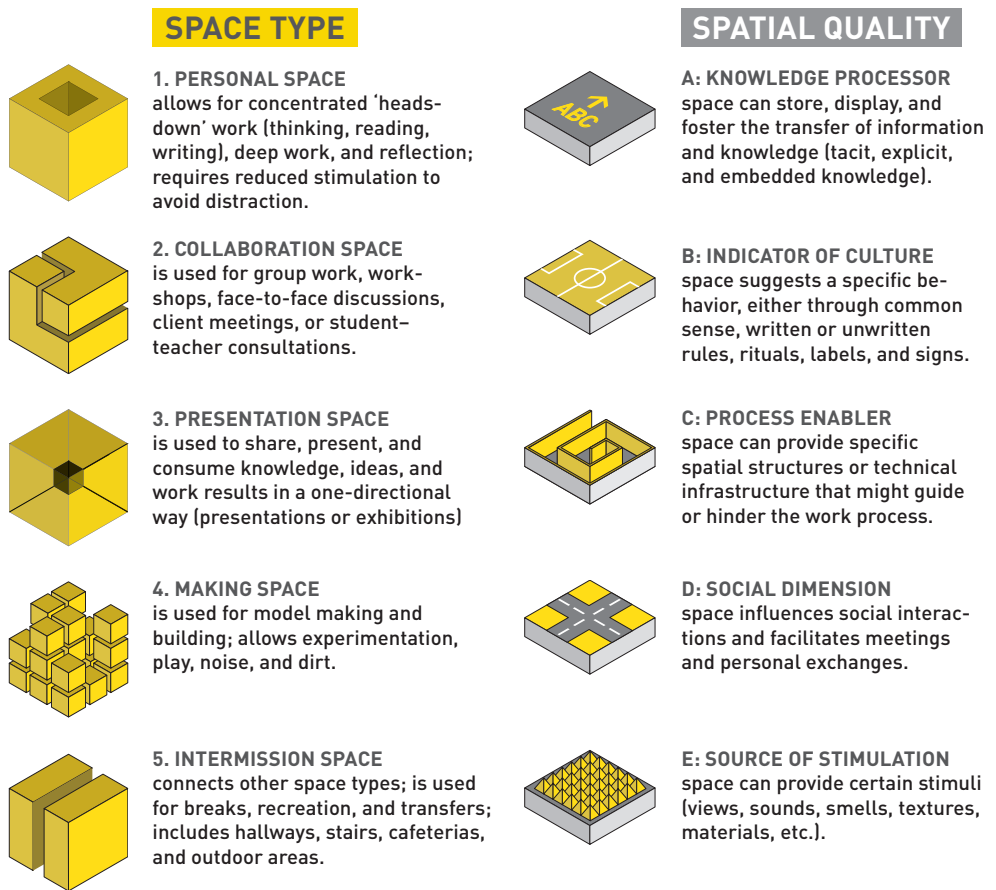 SPACE TYPE
1. PERSONAL SPACE
allows for concentrated ‘heads-
down’ work (thinking, reading,
writing), deep work, and reflection;
requires reduced stimulation to
avoid distraction.
2. COLLABORATION SPACE
is used for group work, work-
shops, face-to-face discussions,
client meetings, or student–
teacher consultations.
3. PRESENTATION SPACE
is used to share, present, and
consume knowledge, ideas, and
work results in a one-directional
way (presentations or exhibitions)
4. MAKING SPACE
is used for model making and
building; allows experimentation,
play, noise, and dirt.
5. INTERMISSION SPACE
connects other space types; is used
for breaks, recreation, and transfers;
includes hallways, stairs, cafeterias,
and outdoor areas.
SPATIAL QUALITY
ABC
A: KNOWLEDGE PROCESSOR
space can store, display, and
foster the transfer of information
and knowledge (tacit, explicit,
and embedded knowledge).
B: INDICATOR OF CULTURE
space suggests a specific be-
havior, either through common
sense, written or unwritten
rules, rituals, labels, and signs.
C: PROCESS ENABLER
space can provide specific
spatial structures or technical
infrastructure that might guide
or hinder the work process.
D: SOCIAL DIMENSION
space influences social interac-
tions and facilitates meetings
and personal exchanges.
E: SOURCE OF STIMULATION
space can provide certain stimuli
(views, sounds, smells, textures,
materials, etc.).